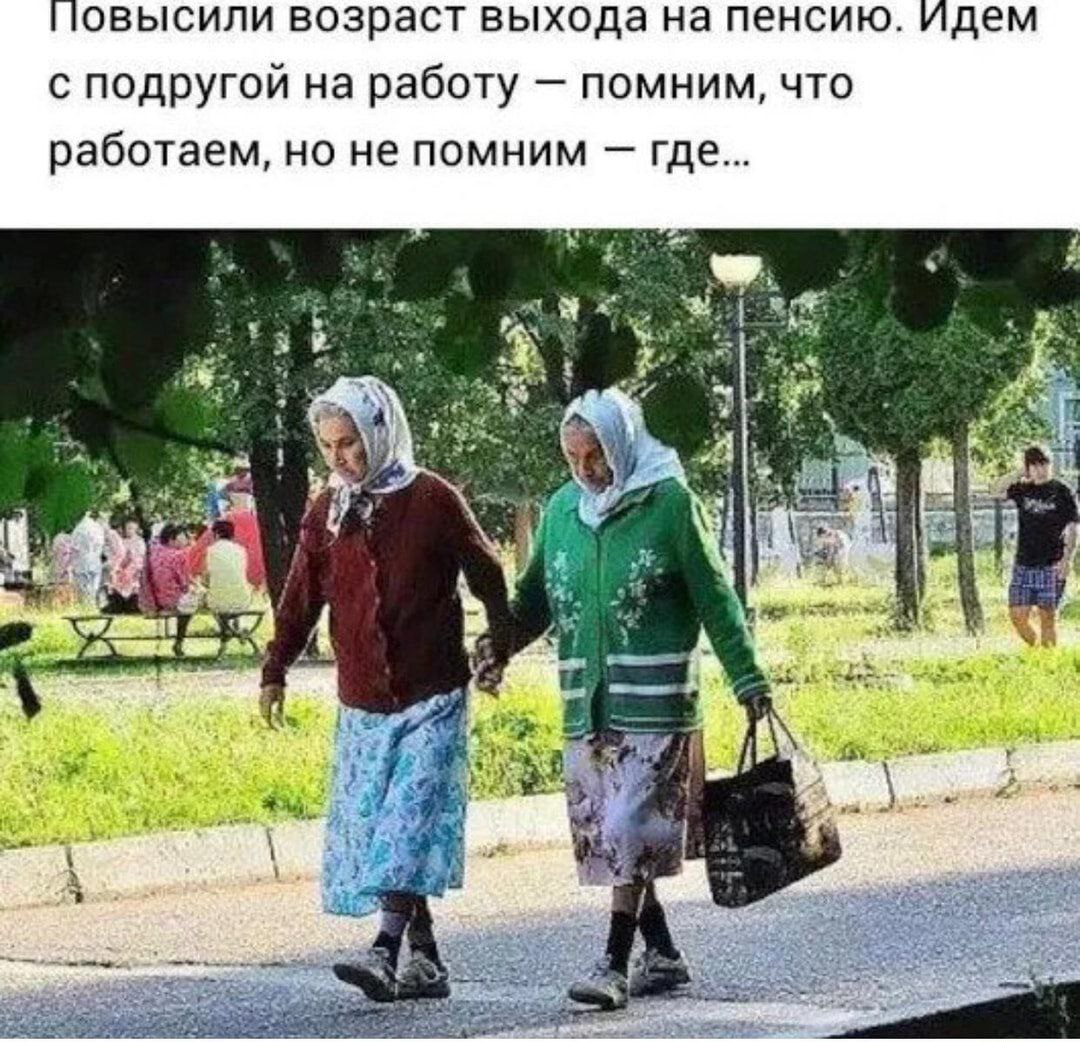 Повысили возраст выхода на пенсию. Идем
с подругой на работу — помним, что
работаем, но не помним — где...